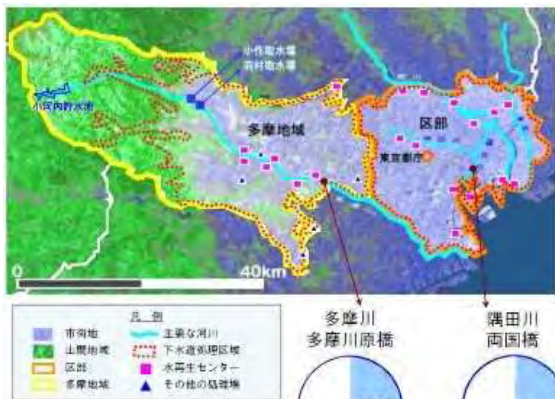 小作取水堰
羽村取水堰
小河内貯水池
多摩地域
区部
東京都庁
0
40km
多摩川
多摩川原橋
隅田川
両国橋
凡 例
市街地
山間地域
区部
多摩地域
主要な河川
下水道処理区域
水再生センター
その他の処理場